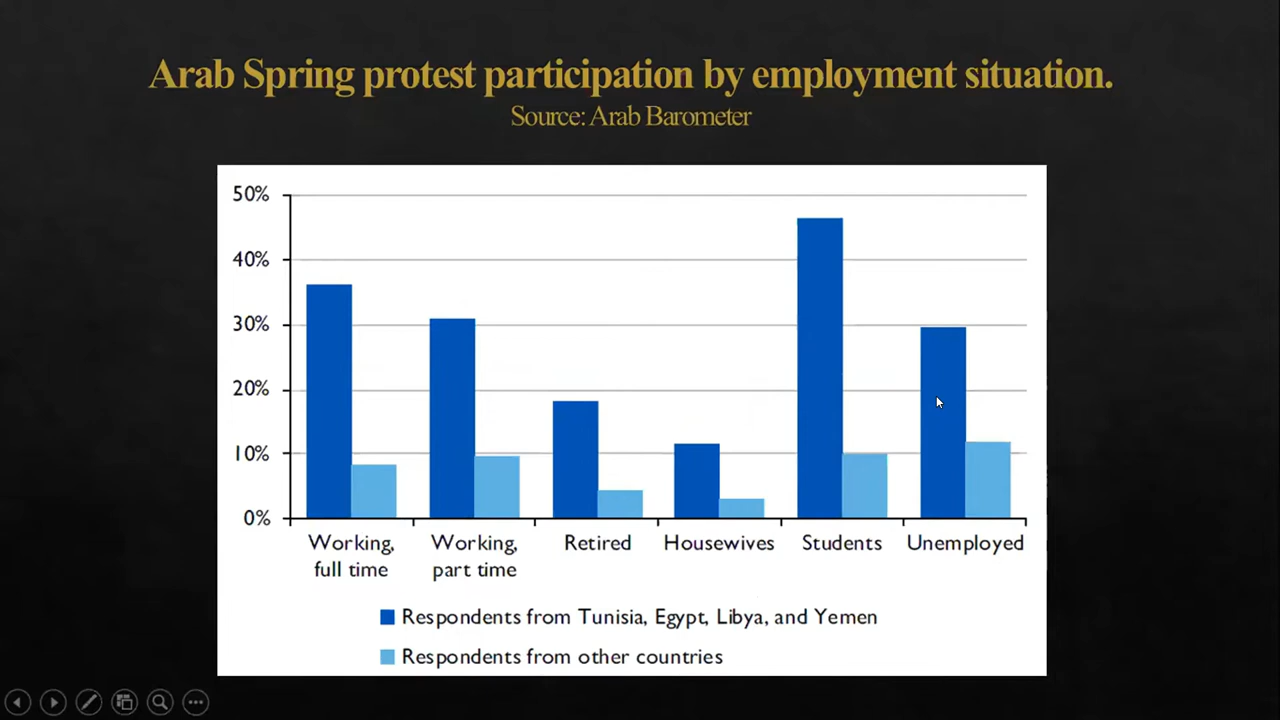 Arab Spring protest participation by employment situation.
Source: Arab Barometer
50%
40%
30%
20%
10%
0%
Working, full time
Working, part time
Retired
Housewives
Students
Unemployed
Respondents from Tunisia, Egypt, Libya, and Yemen
Respondents from other countries